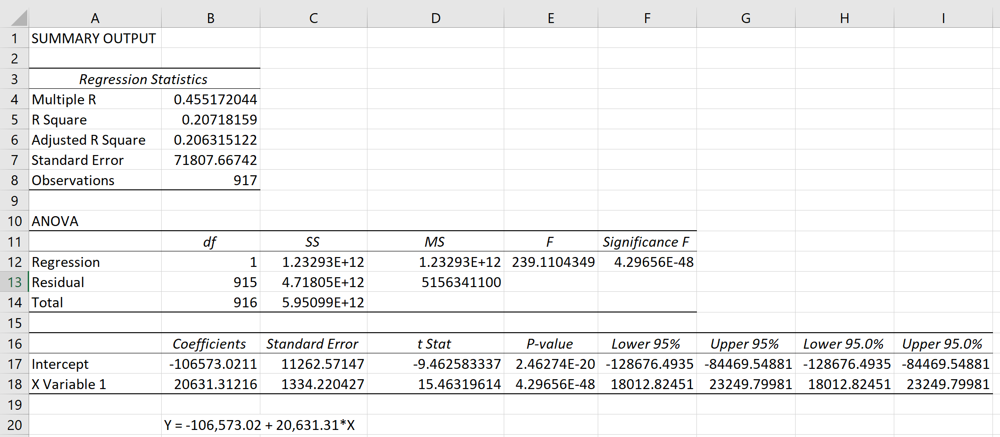 A B C D E F G H I
1 SUMMARY OUTPUT
2
3 Regression Statistics
4 Multiple R 0.455172044
5 R Square 0.20718159
6 Adjusted R Square 0.206315122
7 Standard Error 71807.66742
8 Observations 917
9
10 ANOVA
11 df SS MS F Significance F
12 Regression 1 1.23293E+12 1.23293E+12 239.1104349 4.29656E-48
13 Residual 915 4.71805E+12 5156341100
14 Total 916 5.95099E+12
15
16 Coefficients Standard Error t Stat P-value Lower 95% Upper 95% Lower 95.0% Upper 95.0%
17 Intercept -106573.0211 11262.57147 -9.462583337 2.46274E-20 -128676.4935 -84469.54881 -128676.4935 -84469.54881
18 X Variable 1 20631.31216 1334.220427 15.46319614 4.29656E-48 18012.82451 23249.79981 18012.82451 23249.79981
19
20 Y = -106,573.02 + 20,631.31*X